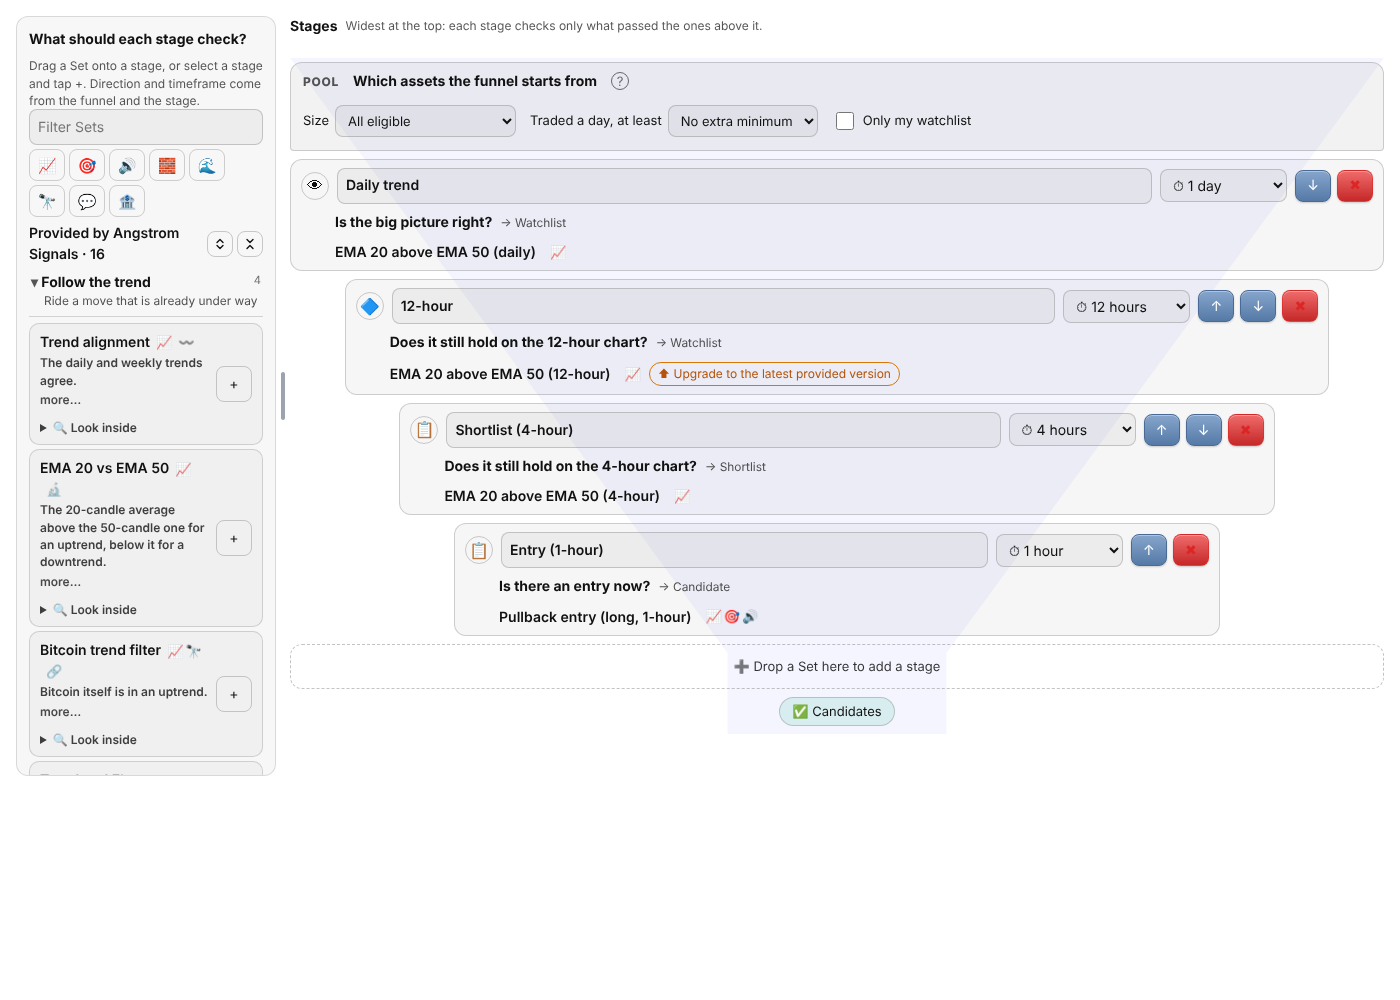 What should each stage check?
Drag a Set onto a stage, or select a stage
and tap +. Direction and timeframe come
from the funnel and the stage.
Filter Sets
Provided by Angstrom
Signals · 16
Follow the trend 4
Ride a move that is already under way
Trend alignment
The daily and weekly trends
agree.
more...
+
Look inside
EMA 20 vs EMA 50
The 20-candle average
above the 50-candle one for
an uptrend, below it for a
downtrend.
more...
+
Look inside
Bitcoin trend filter
Bitcoin itself is in an uptrend.
more...
+
Look inside
Stages Widest at the top: each stage checks only what passed the ones above it.
POOL Which assets the funnel starts from ?
Size All eligible Traded a day, at least No extra minimum Only my watchlist
Daily trend 1 day ↓
Is the big picture right? → Watchlist
EMA 20 above EMA 50 (daily)
12-hour 12 hours ↑ ↓
Does it still hold on the 12-hour chart? → Watchlist
EMA 20 above EMA 50 (12-hour) Upgrade to the latest provided version
Shortlist (4-hour) 4 hours ↑ ↓
Does it still hold on the 4-hour chart? → Shortlist
EMA 20 above EMA 50 (4-hour)
Entry (1-hour) 1 hour ↑
Is there an entry now? → Candidate
Pullback entry (long, 1-hour)
➕ Drop a Set here to add a stage
✅ Candidates